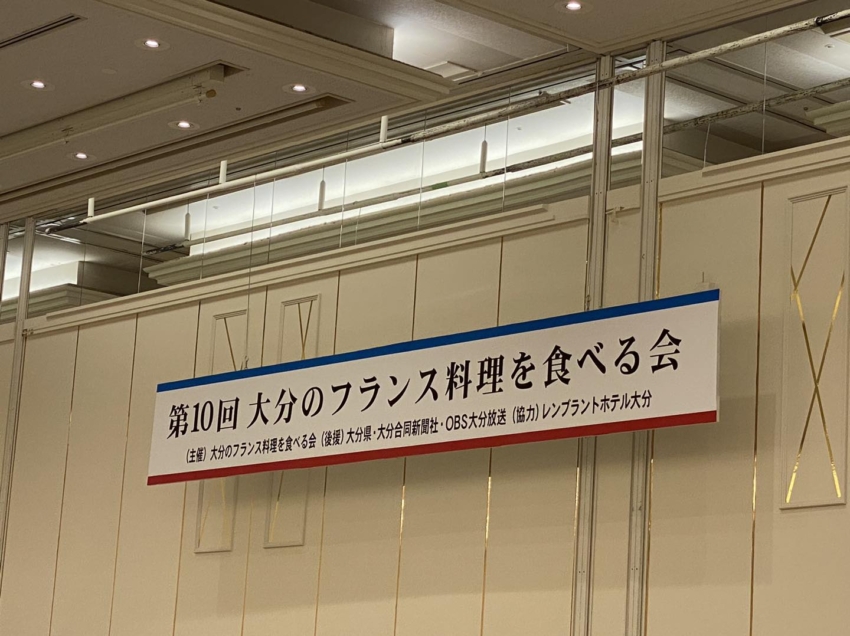 第10回 大分のフランス料理を食べる会
（主催）大分のフランス料理を食べる会（後援）大分県・大分合同新聞社・OBS大分放送（協力）レンブラントホテル大分